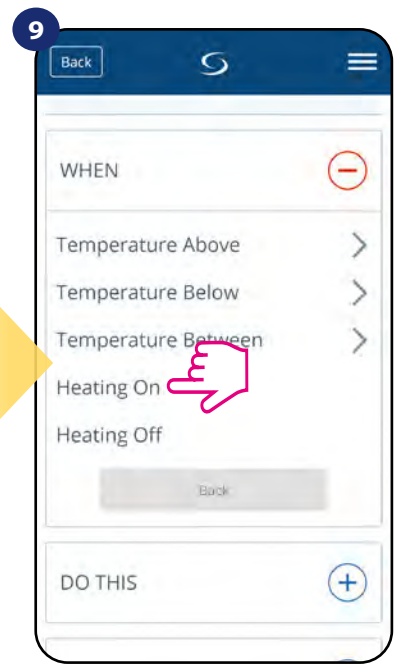 9
Back
WHEN
Temperature Above
Temperature Below
Temperature Between
Heating On
Heating Off
Back
DO THIS